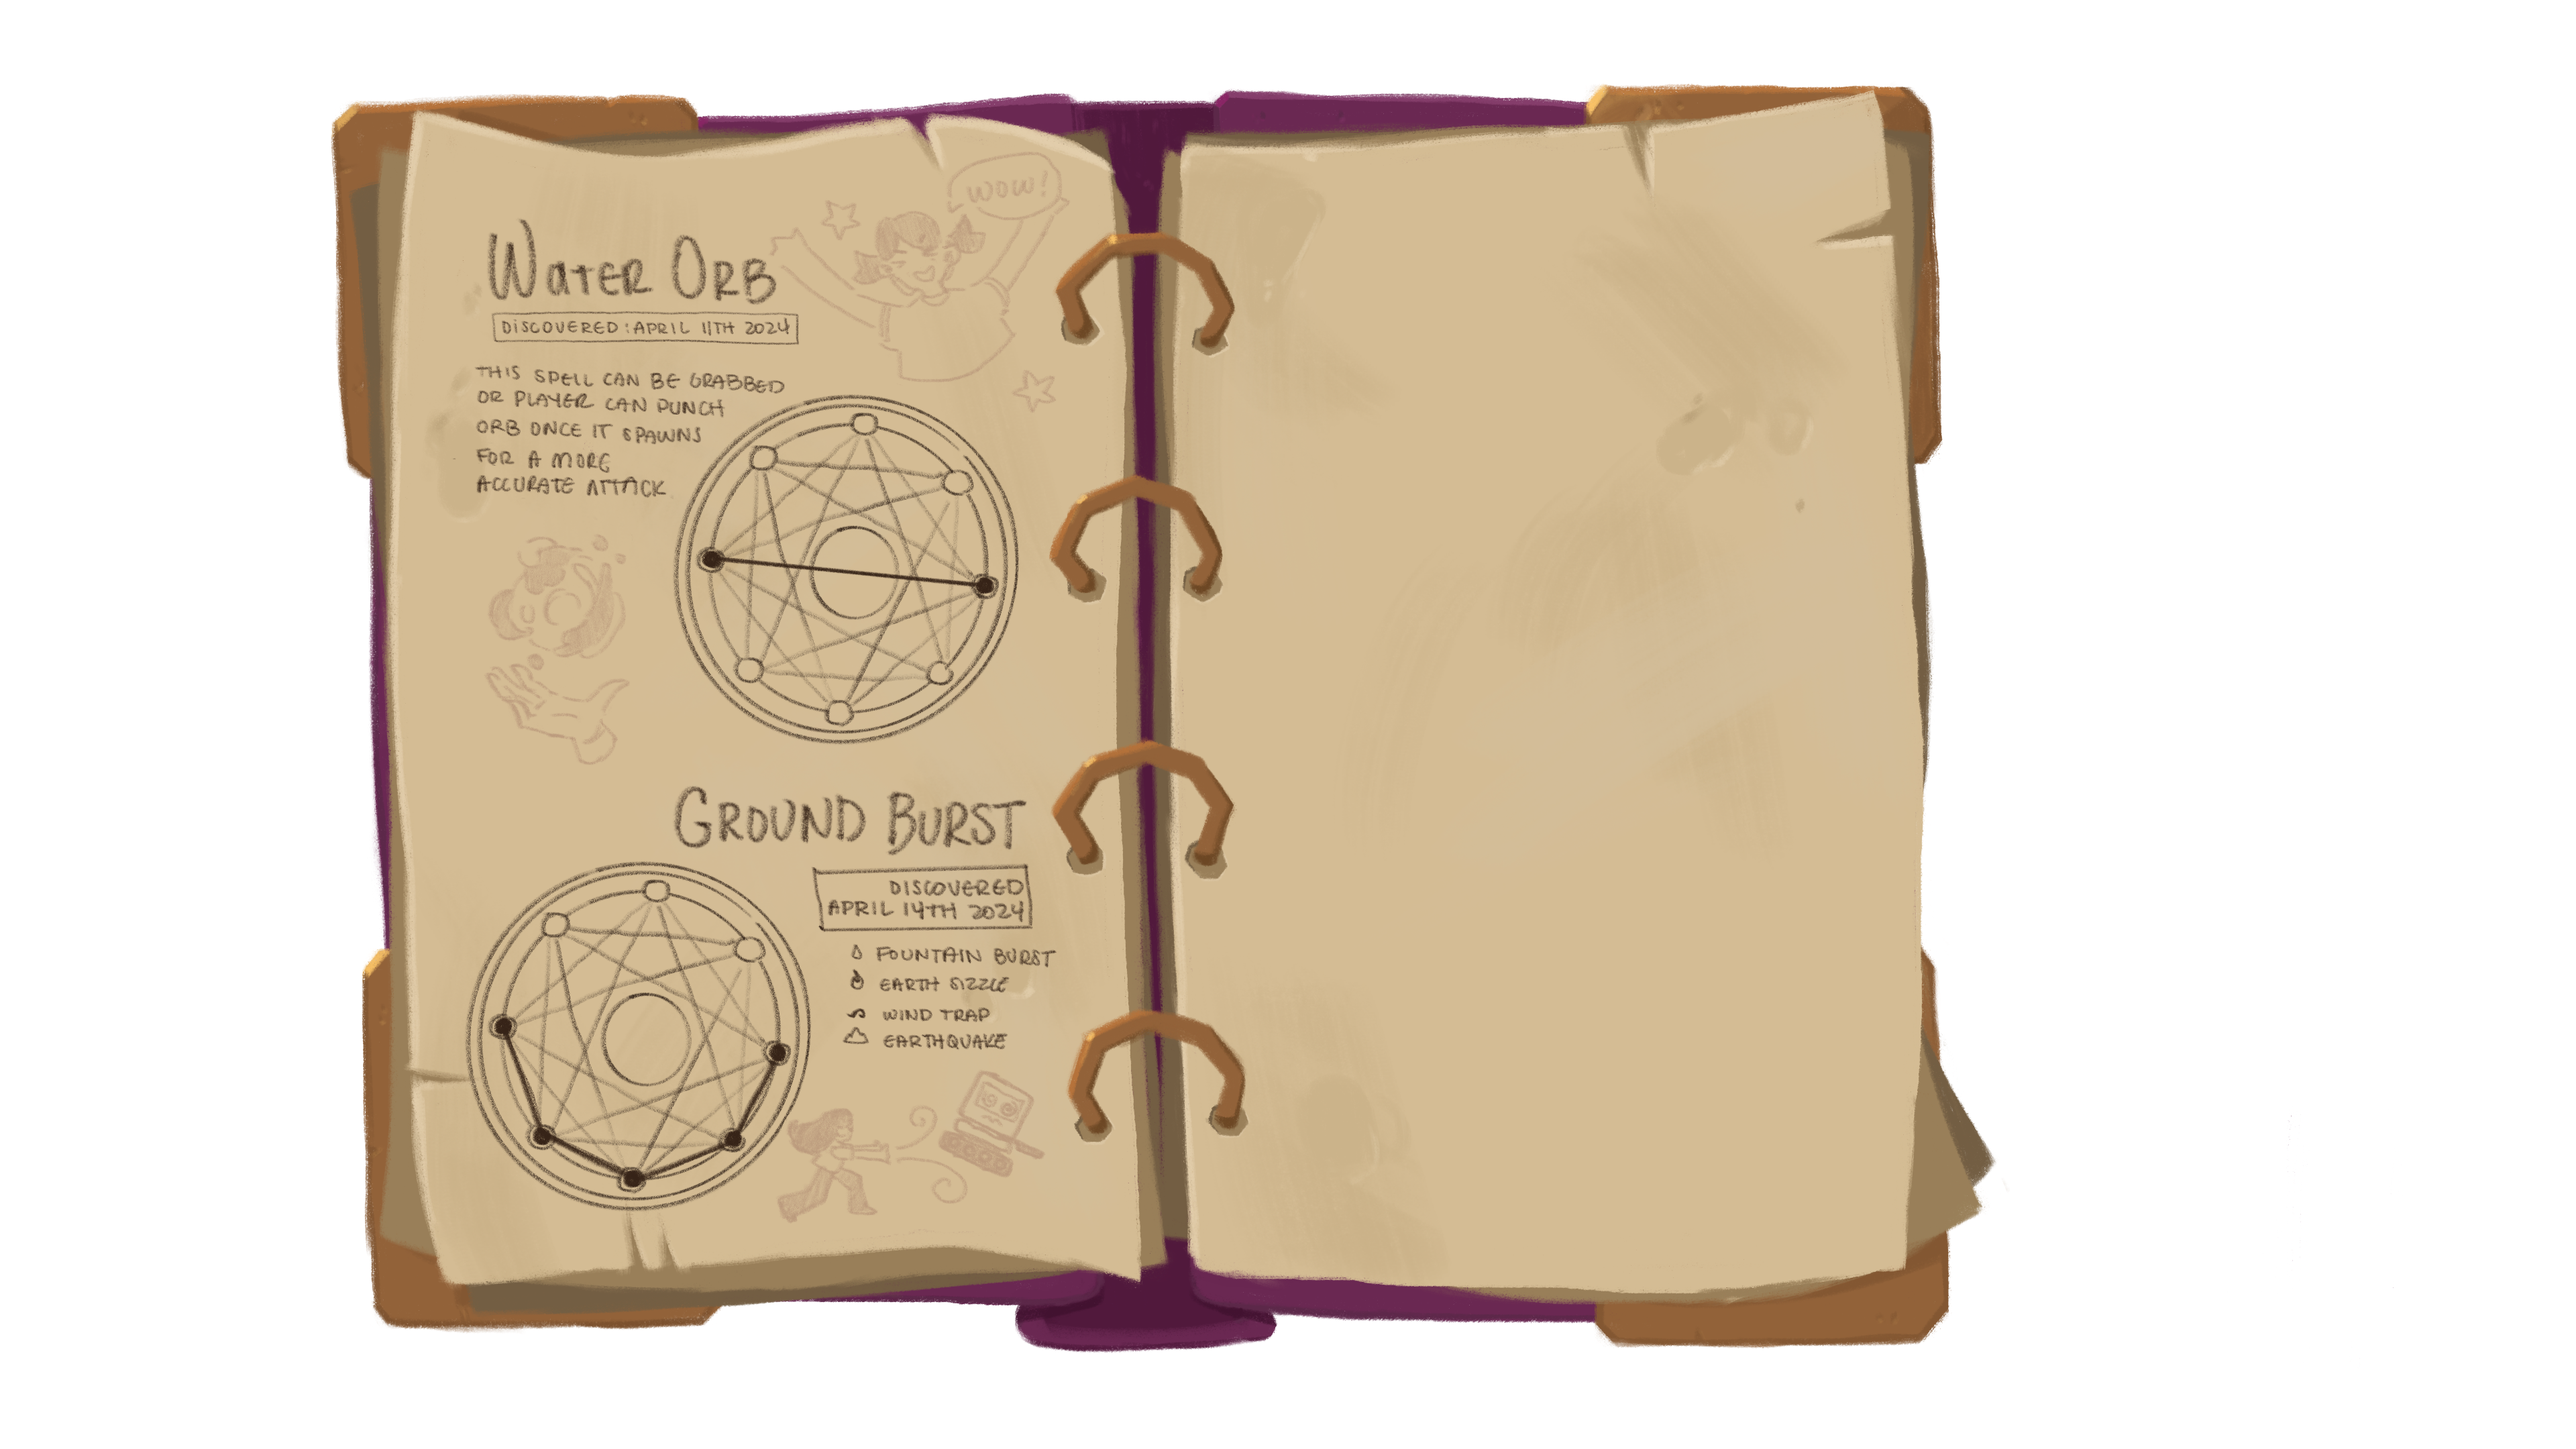 WOW!
WATER ORB
DISCOVERED: APRIL 11TH 2024
THIS SPELL CAN BE GRABBED
OR PLAYER CAN PUNCH
ORB ONCE IT SPAWNS
FOR A MORE
ACCURATE ATTACK
GROUND BURST
DISCOVERED
APRIL 14TH 2024
FOUNTAIN BURST
EARTH SIZZLE
WIND TRAP
EARTHQUAKE